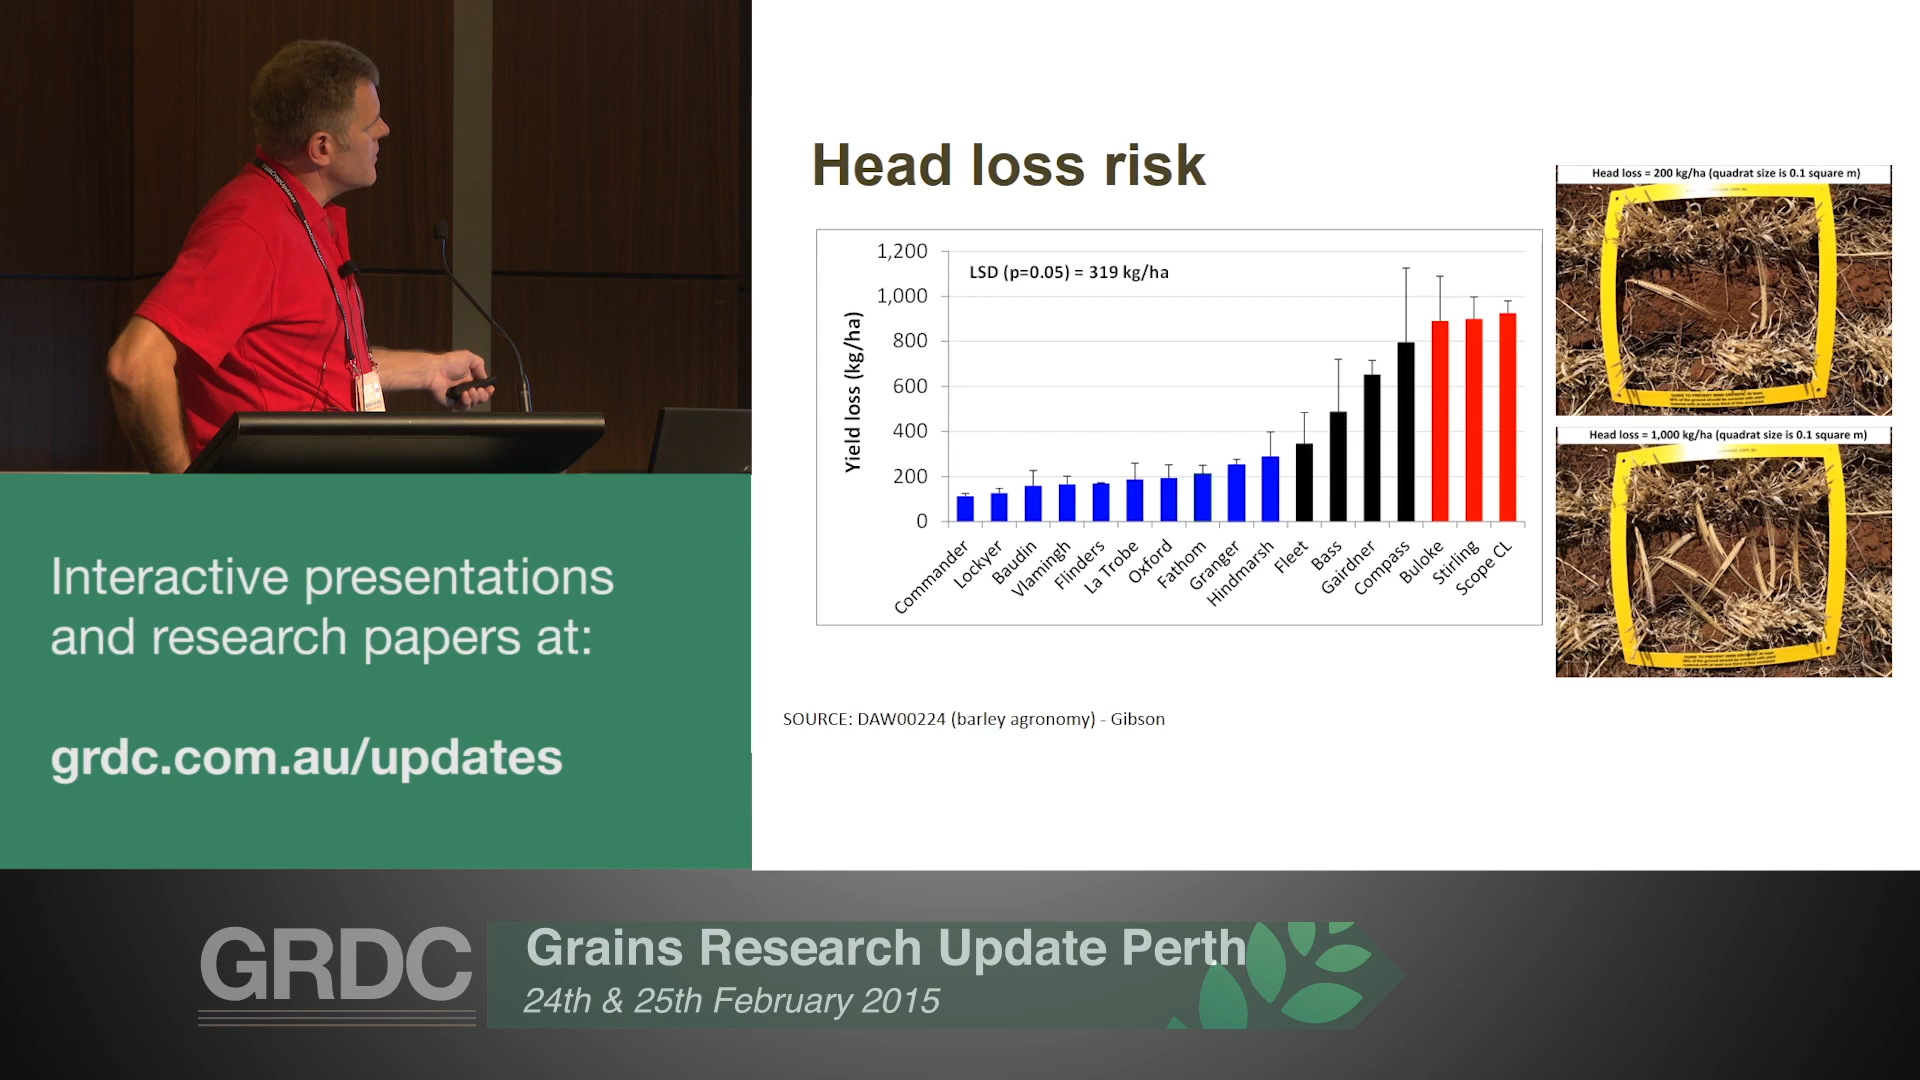 Head loss risk
1,200
1,000
800
600
400
200
0
Yield loss (kg/ha)
LSD (p=0.05) = 319 kg/ha
Commander
Lockyer
Baudin
Vlamingh
Flinders
La Trobe
Oxford
Fathom
Granger
Hindmarsh
Fleet
Bass
Gairdner
Compass
Buloke
Stirling
Scope CL
Head loss = 200 kg/ha (quadrat size is 0.1 square m)
Head loss = 1,000 kg/ha (quadrat size is 0.1 square m)
SOURCE: DAW00224 (barley agronomy) - Gibson
Interactive presentations
and research papers at:
grdc.com.au/updates
GRDC
Grains Research Update Perth
24th & 25th February 2015